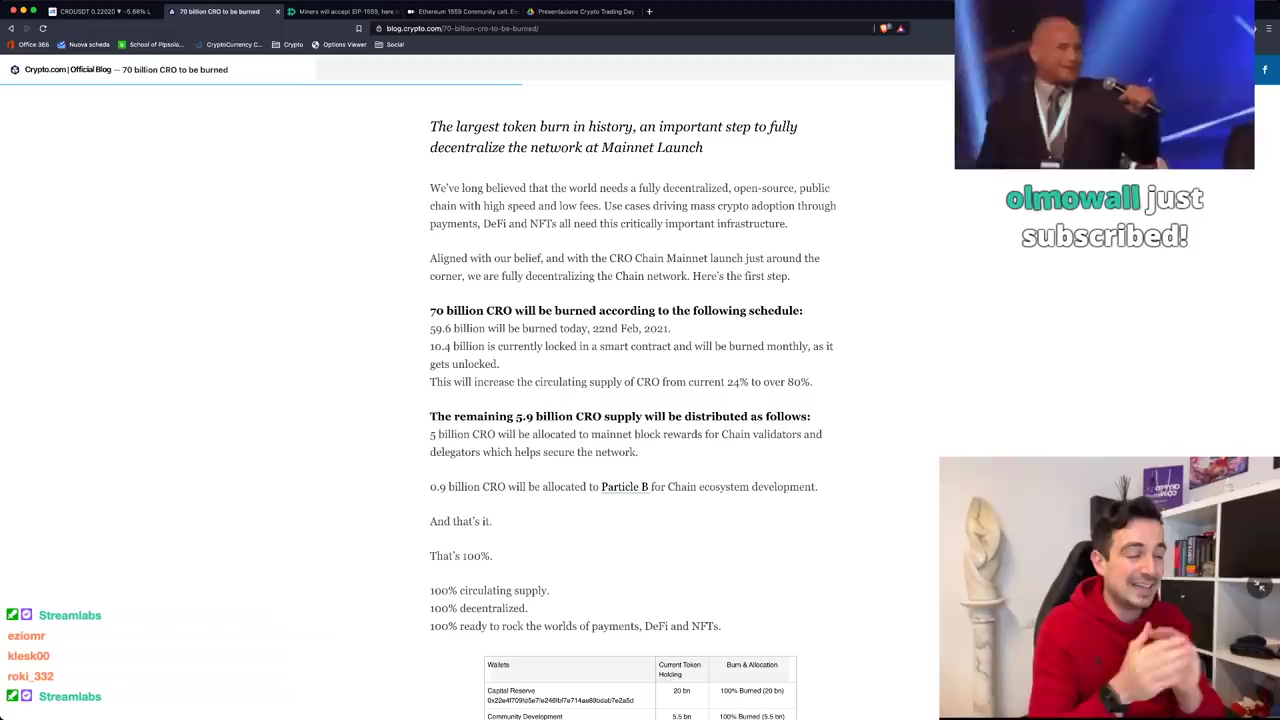 CROUSDT 0.22020 ▼ −5.68% L
70 billion CRO to be burned
Miners will accept EIP-1559, here is
Ethereum 1559 Community call. Eve
Presentazione Crypto Trading Day
blog.crypto.com/70-billion-cro-to-be-burned/
Office 365
Nuova scheda
School of Pipsolo...
CryptoCurrency C...
Crypto
Options Viewer
Social
Crypto.com | Official Blog — 70 billion CRO to be burned
The largest token burn in history, an important step to fully
decentralize the network at Mainnet Launch
We've long believed that the world needs a fully decentralized, open-source, public
chain with high speed and low fees. Use cases driving mass crypto adoption through
payments, DeFi and NFTs all need this critically important infrastructure.
Aligned with our belief, and with the CRO Chain Mainnet launch just around the
corner, we are fully decentralizing the Chain network. Here's the first step.
70 billion CRO will be burned according to the following schedule:
59.6 billion will be burned today, 22nd Feb, 2021.
10.4 billion is currently locked in a smart contract and will be burned monthly, as it
gets unlocked.
This will increase the circulating supply of CRO from current 24% to over 80%.
The remaining 5.9 billion CRO supply will be distributed as follows:
5 billion CRO will be allocated to mainnet block rewards for Chain validators and
delegators which helps secure the network.
0.9 billion CRO will be allocated to Particle B for Chain ecosystem development.
And that's it.
That's 100%.
100% circulating supply.
100% decentralized.
100% ready to rock the worlds of payments, DeFi and NFTs.
Wallets
Current Token
Holding
Burn & Allocation
Capital Reserve
20 bn
100% Burned (20 bn)
Community Development
5.5 bn
100% Burned (5.5 bn)
olmowall just
subscribed!
Streamlabs
eziomr
klesk00
roki_332
Streamlabs